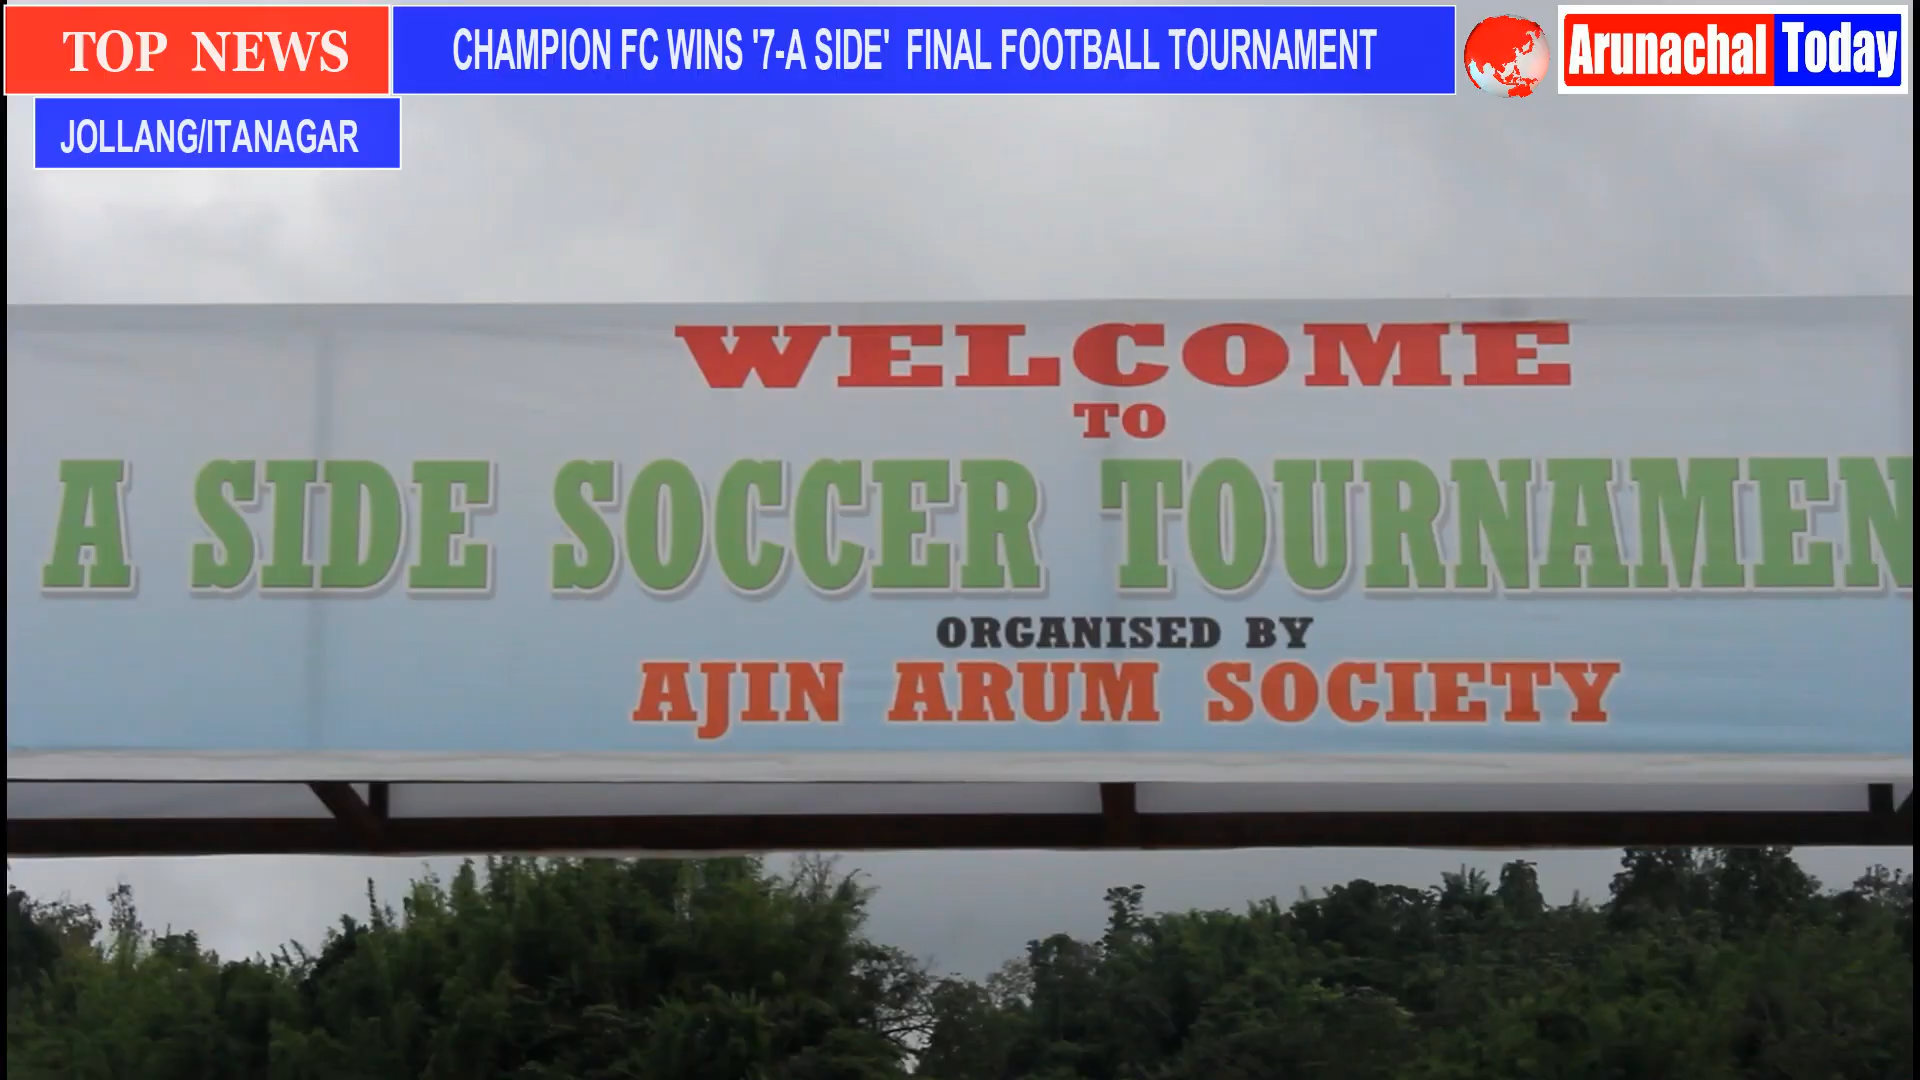 TOP NEWS
CHAMPION FC WINS '7-A SIDE' FINAL FOOTBALL TOURNAMENT
Arunachal Today
JOLLANG/ITANAGAR
WELCOME
TO
A SIDE SOCCER TOURNAMEN
ORGANISED BY
AJIN ARUM SOCIETY